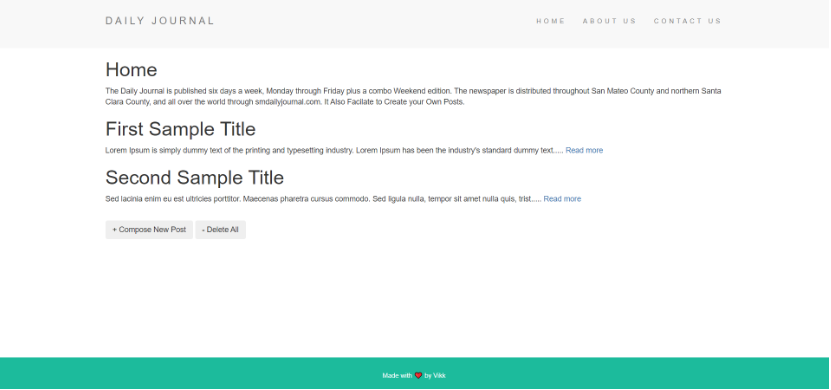 DAILY JOURNAL
HOME ABOUT US CONTACT US
Home
The Daily Journal is published six days a week, Monday through Friday plus a combo Weekend edition. The newspaper is distributed throughout San Mateo County and northern Santa
Clara County, and all over the world through smdailyjournal.com. It Also Facilate to Create your Own Posts.
First Sample Title
Lorem Ipsum is simply dummy text of the printing and typesetting industry. Lorem Ipsum has been the industry's standard dummy text..... Read more
Second Sample Title
Sed lacinia enim eu est ultricies porttitor. Maecenas pharetra cursus commodo. Sed ligula nulla, tempor sit amet nulla quis, trist..... Read more
+ Compose New Post - Delete All
Made with ❤ by Vikk